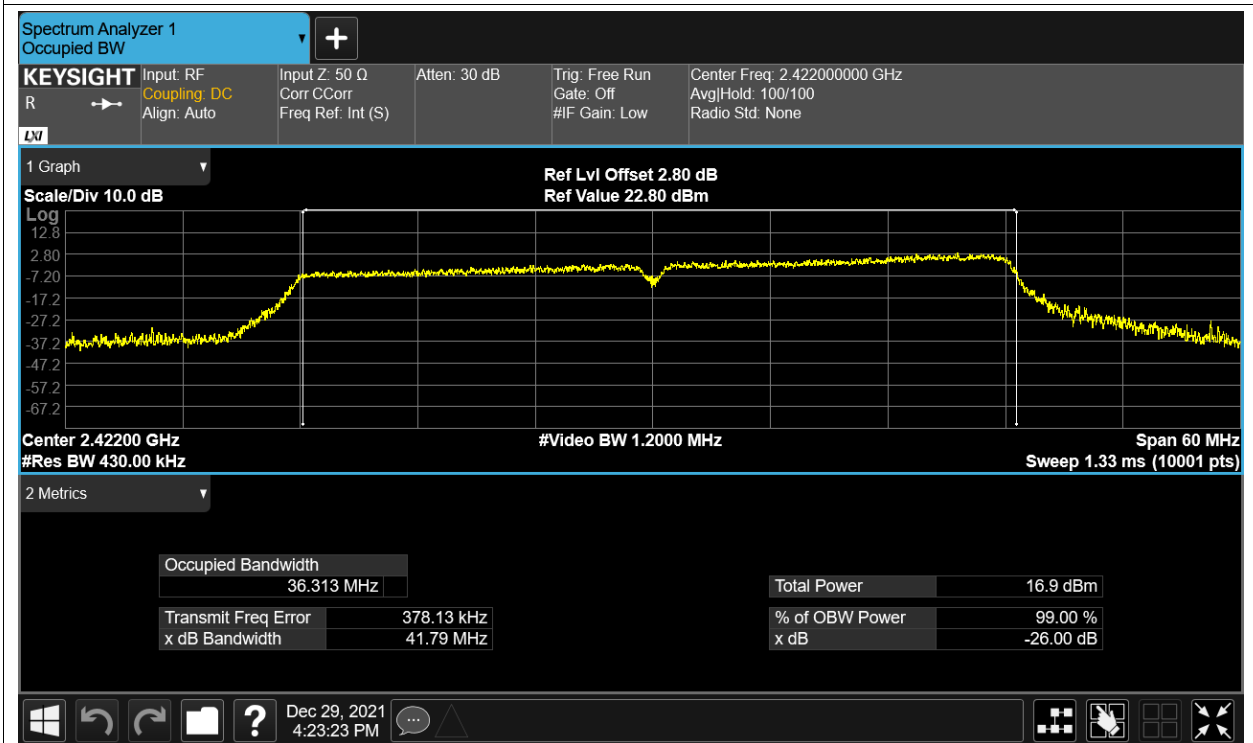 Spectrum Analyzer 1
Occupied BW
KEYSIGHT
R
LXI
Input: RF
Coupling: DC
Align: Auto
Input Z: 50 Ω
Corr CCorr
Freq Ref: Int (S)
Atten: 30 dB
Trig: Free Run
Gate: Off
#IF Gain: Low
Center Freq: 2.422000000 GHz
Avg|Hold: 100/100
Radio Std: None
1 Graph
Scale/Div 10.0 dB
Ref Lvl Offset 2.80 dB
Ref Value 22.80 dBm
Log
12.8
2.80
-7.20
-17.2
-27.2
-37.2
-47.2
-57.2
-67.2
Center 2.42200 GHz
#Res BW 430.00 kHz
#Video BW 1.2000 MHz
Span 60 MHz
Sweep 1.33 ms (10001 pts)
2 Metrics
Occupied Bandwidth
36.313 MHz
Transmit Freq Error 378.13 kHz
x dB Bandwidth 41.79 MHz
Total Power 16.9 dBm
% of OBW Power 99.00 %
x dB -26.00 dB
?
Dec 29, 2021
4:23:23 PM